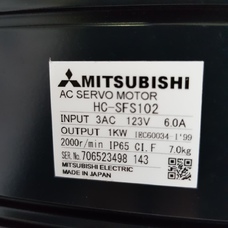 MITSUBISHI
AC SERVO MOTOR
HC-SFS102
INPUT 3AC 123V 6.0A
OUTPUT 1KW IEC60034-1'99
2000r/min IP65 CI.F 7.0kg
SER.No.706523498 143
MITSUBISHI ELECTRIC
MADE IN JAPAN